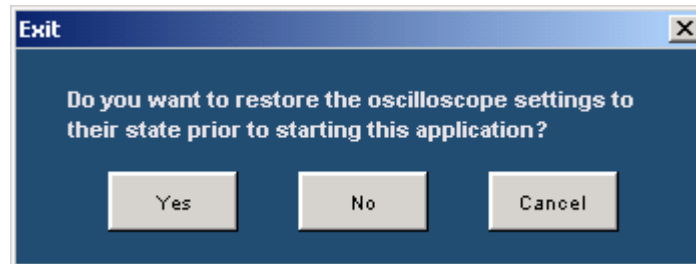 Exit
Do you want to restore the oscilloscope settings to
their state prior to starting this application?
Yes No Cancel